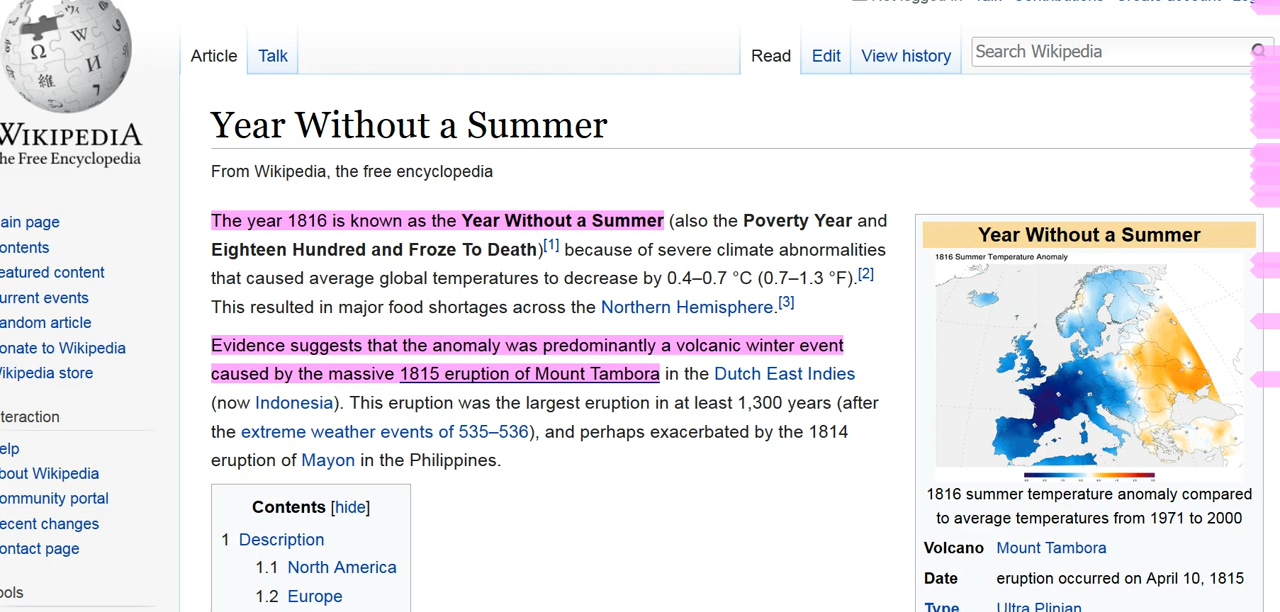 Article
Talk
Read
Edit
View history
Search Wikipedia
WIKIPEDIA
he Free Encyclopedia
ain page
ontents
eatured content
urrent events
andom article
onate to Wikipedia
ikipedia store
nteraction
elp
bout Wikipedia
ommunity portal
ecent changes
ontact page
ools
Year Without a Summer
From Wikipedia, the free encyclopedia
The year 1816 is known as the Year Without a Summer (also the Poverty Year and
Eighteen Hundred and Froze To Death)[1] because of severe climate abnormalities
that caused average global temperatures to decrease by 0.4–0.7 °C (0.7–1.3 °F).[2]
This resulted in major food shortages across the Northern Hemisphere.[3]
Evidence suggests that the anomaly was predominantly a volcanic winter event
caused by the massive 1815 eruption of Mount Tambora in the Dutch East Indies
(now Indonesia). This eruption was the largest eruption in at least 1,300 years (after
the extreme weather events of 535–536), and perhaps exacerbated by the 1814
eruption of Mayon in the Philippines.
Contents [hide]
1 Description
1.1 North America
1.2 Europe
Year Without a Summer
1816 Summer Temperature Anomaly
1816 summer temperature anomaly compared
to average temperatures from 1971 to 2000
Volcano Mount Tambora
Date eruption occurred on April 10, 1815
Type Ultra Plinian